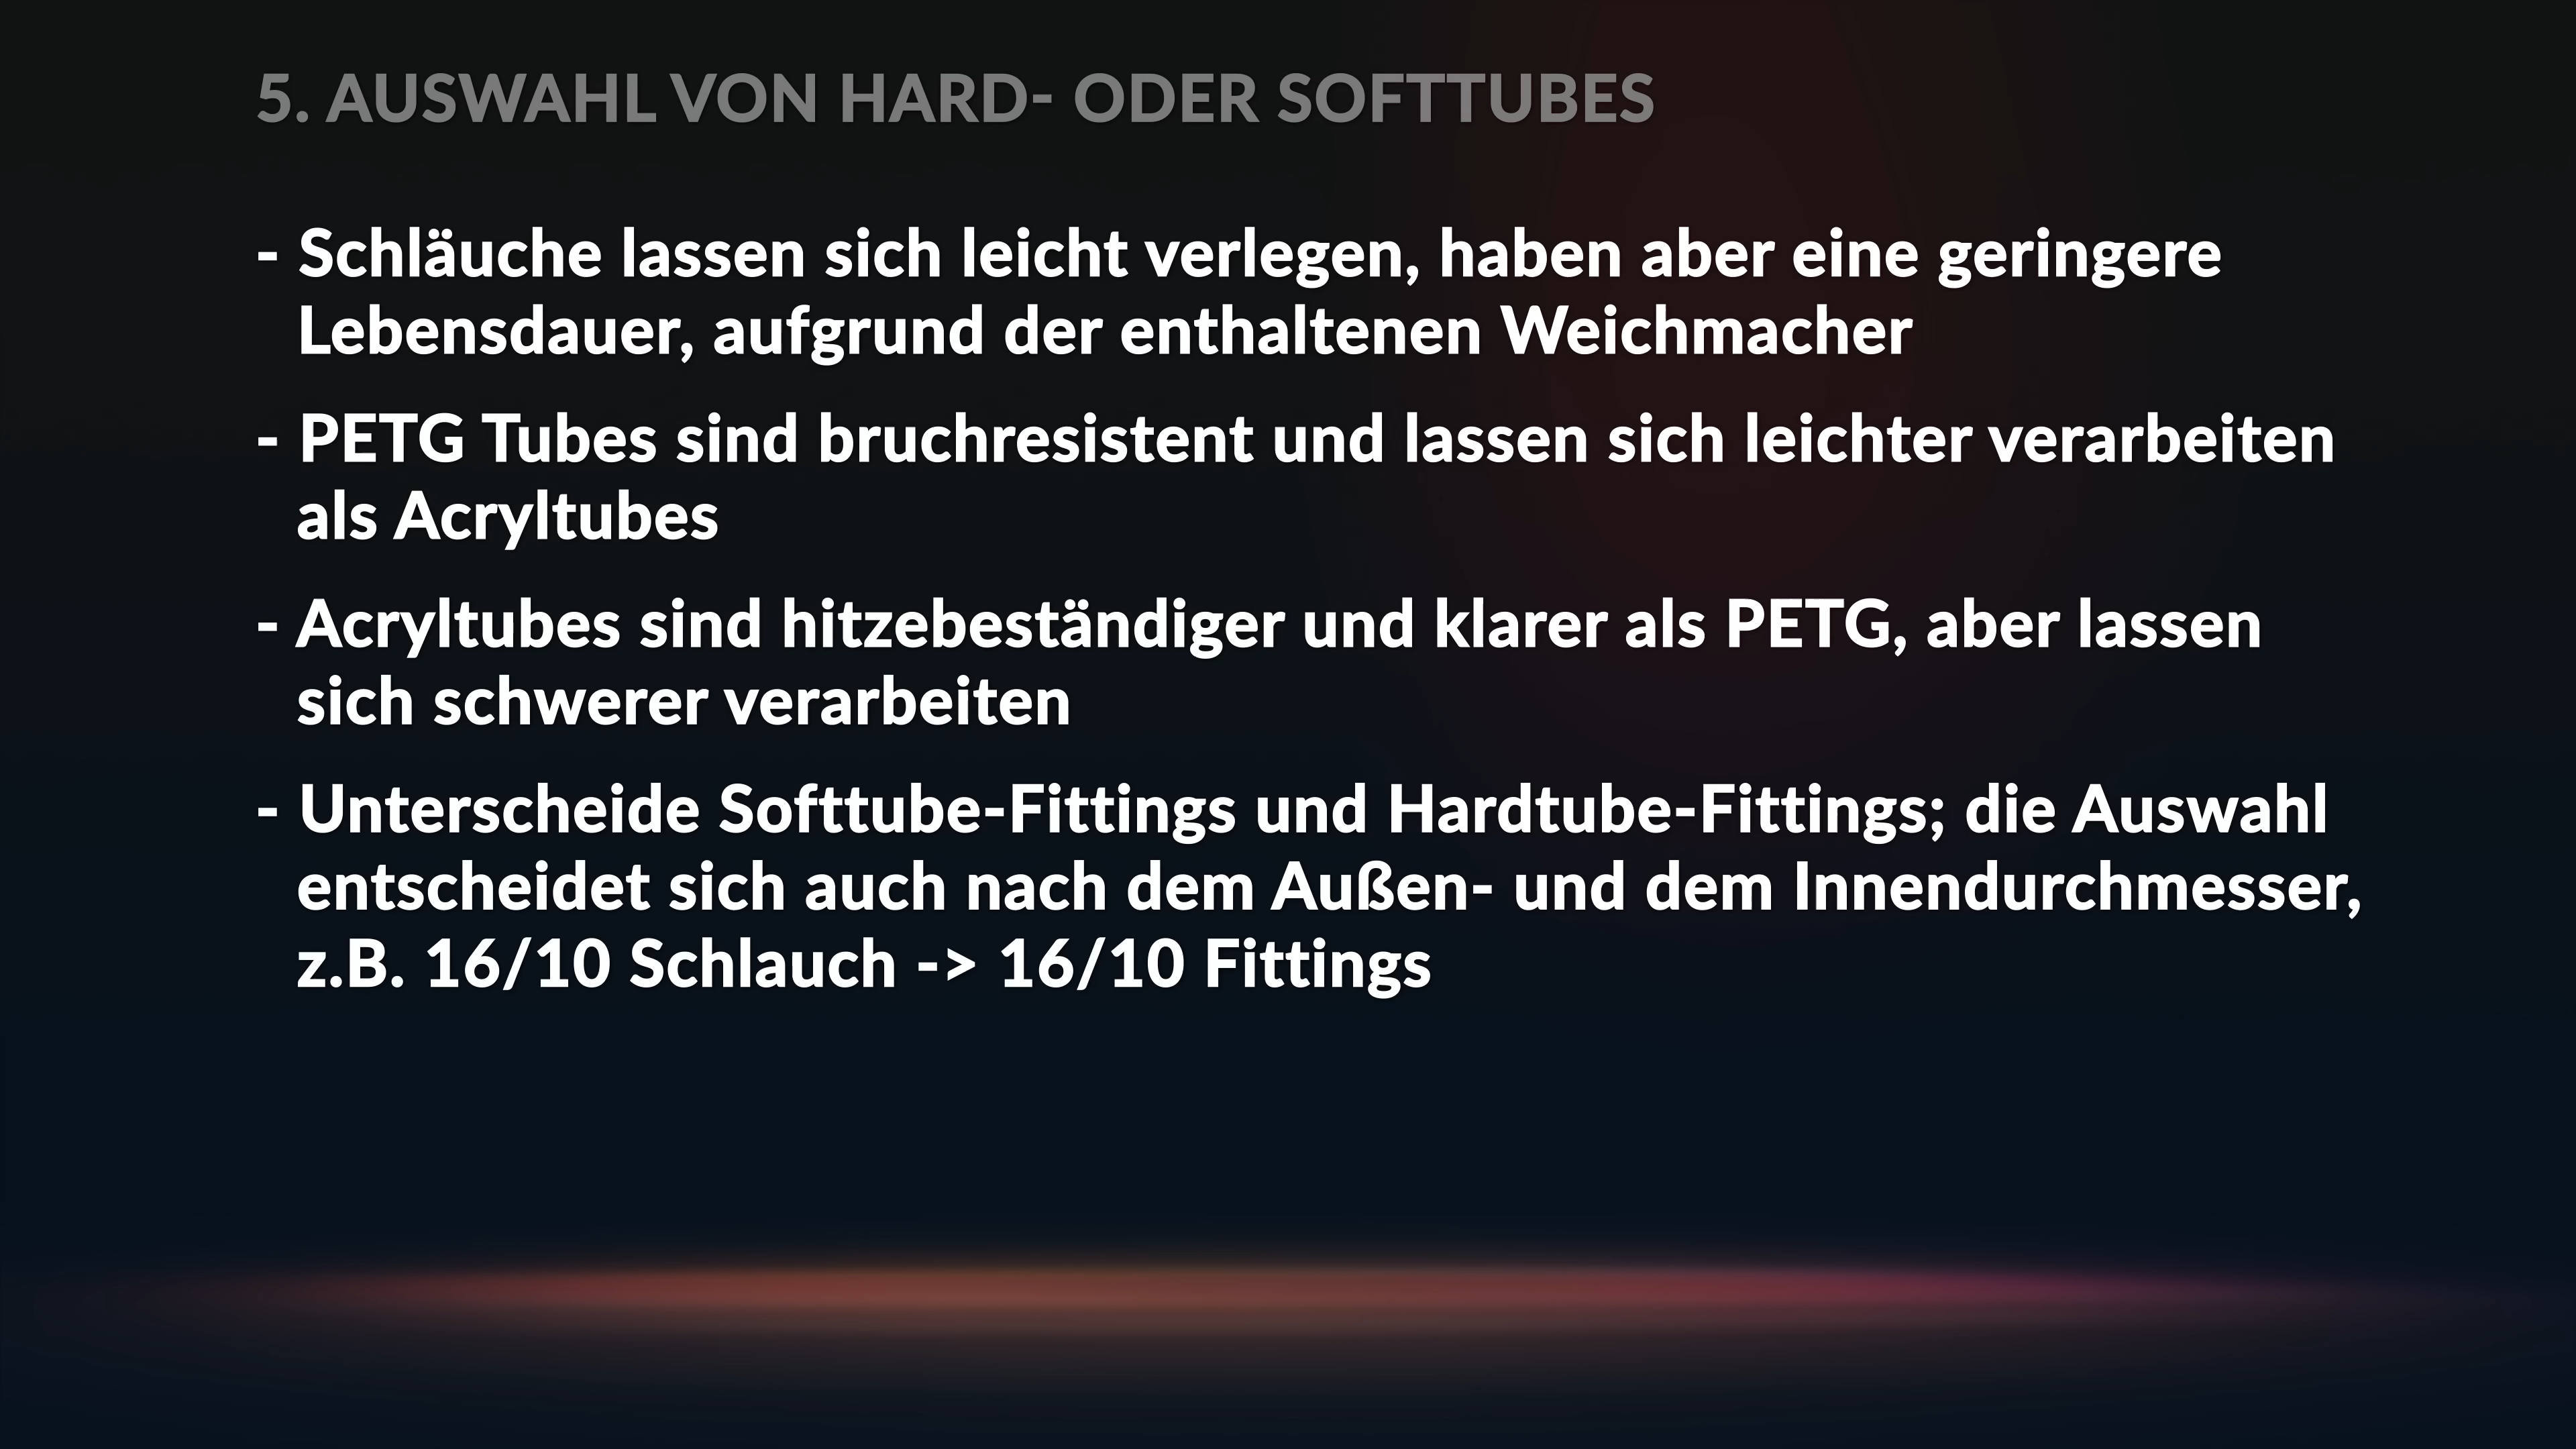 5. AUSWAHL VON HARD- ODER SOFTTUBES
- Schläuche lassen sich leicht verlegen, haben aber eine geringere
Lebensdauer, aufgrund der enthaltenen Weichmacher
- PETG Tubes sind bruchresistent und lassen sich leichter verarbeiten
als Acryltubes
- Acryltubes sind hitzebeständiger und klarer als PETG, aber lassen
sich schwerer verarbeiten
- Unterscheide Softtube-Fittings und Hardtube-Fittings; die Auswahl
entscheidet sich auch nach dem Außen- und dem Innendurchmesser,
z.B. 16/10 Schlauch -> 16/10 Fittings